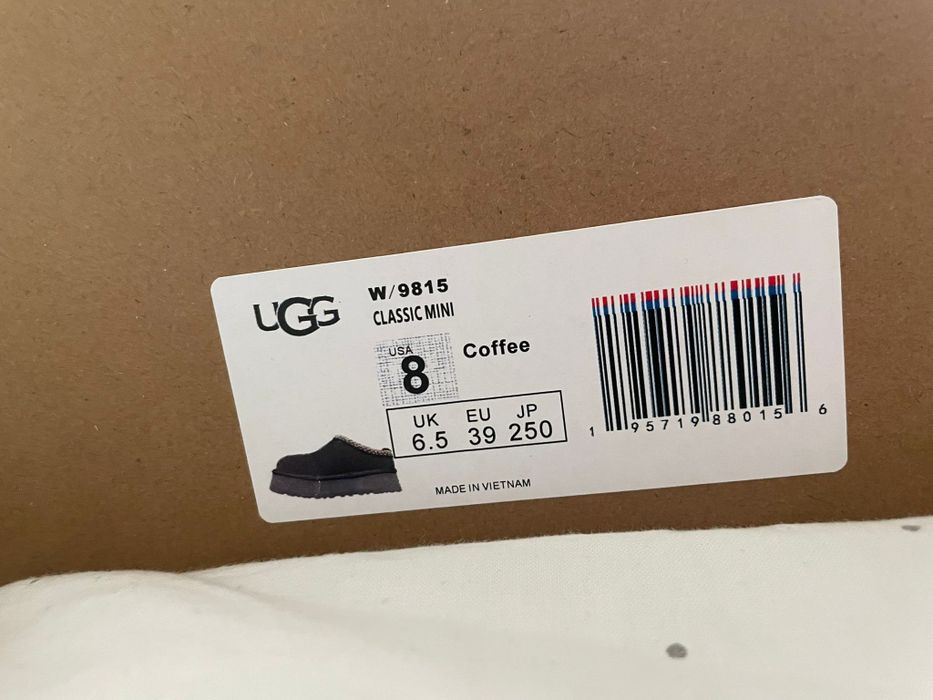 UGG
W/9815
CLASSIC MINI
USA
8
Coffee
UK EU JP
6.5 39 250
MADE IN VIETNAM
1 95719 88015 6